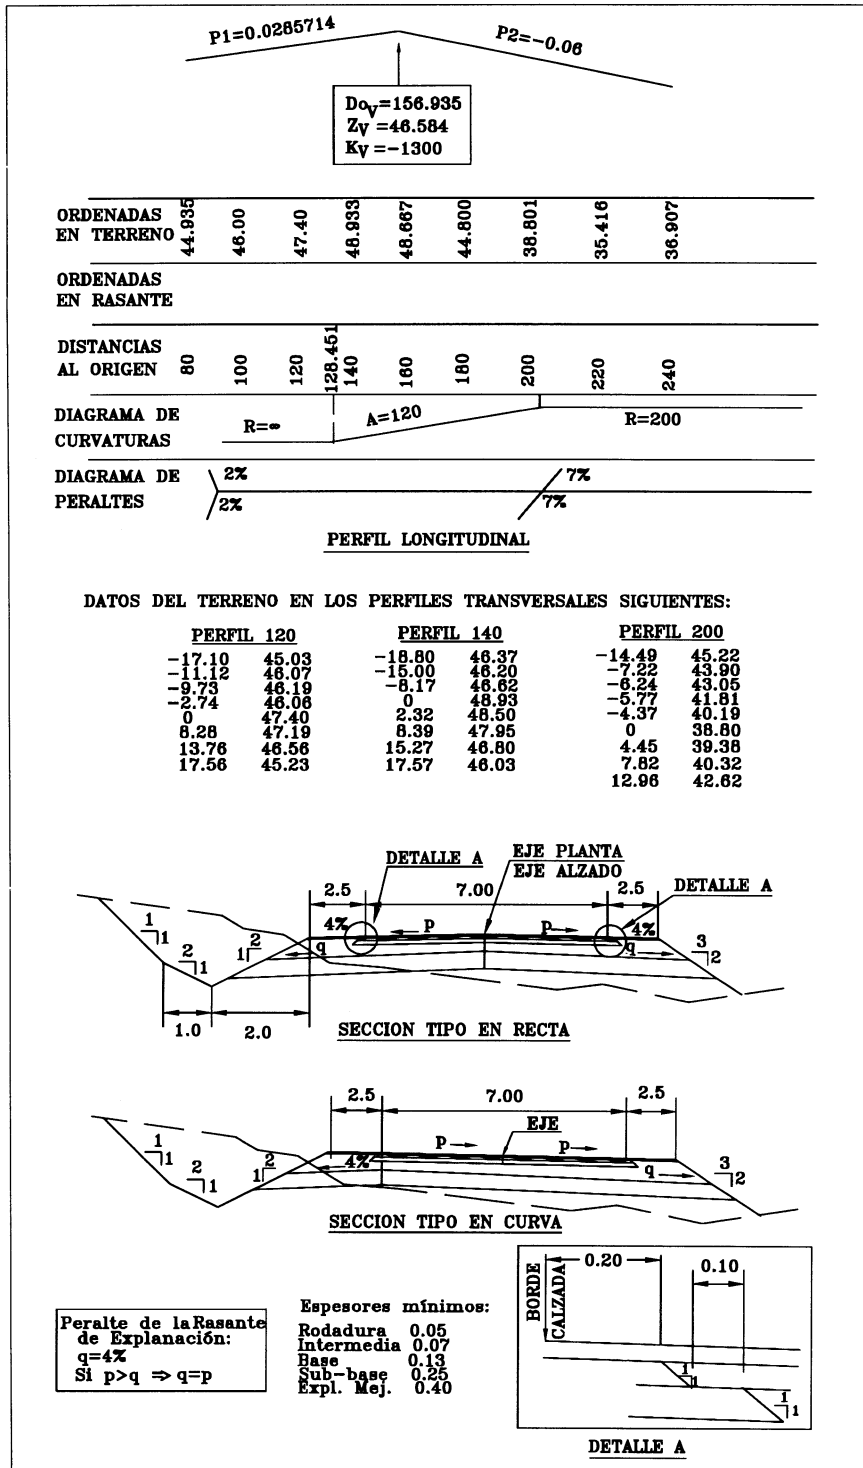 P1=0.0285714
P2=-0.06
DoV=156.935
ZV=46.584
KV=-1300
ORDENADAS EN TERRENO 44.935 46.00 47.40 48.933 48.667 44.800 38.801 35.416 36.907
ORDENADAS EN RASANTE
DISTANCIAS AL ORIGEN 80 100 120 128.451 140 160 180 200 220 240
DIAGRAMA DE CURVATURAS R=∞ A=120 R=200
DIAGRAMA DE PERALTES 2% 2% 7% 7%
PERFIL LONGITUDINAL
DATOS DEL TERRENO EN LOS PERFILES TRANSVERSALES SIGUIENTES:
PERFIL 120
-17.10 45.03
-11.12 46.07
-9.73 46.19
-2.74 46.06
0 47.40
8.28 47.19
13.76 46.56
17.56 45.23
PERFIL 140
-18.80 46.37
-15.00 46.20
-8.17 46.62
0 48.93
2.32 48.50
8.39 47.95
15.27 46.80
17.57 46.03
PERFIL 200
-14.49 45.22
-7.22 43.90
-6.24 43.05
-5.77 41.81
-4.37 40.19
0 38.80
4.45 39.38
7.82 40.32
12.96 42.62
DETALLE A
EJE PLANTA
EJE ALZADO
DETALLE A
2.5 7.00 2.5
4% p p 4%
q q
1 1
2 1
1 2
3 2
1.0 2.0
SECCION TIPO EN RECTA
2.5 7.00 2.5
EJE
p p
4% q
1 1
2 1
1 2
3 2
SECCION TIPO EN CURVA
0.20 0.10
BORDE
CALZADA
1 1
1 1
DETALLE A
Peralte de la Rasante
de Explanación:
q=4%
Si p>q ⇒ q=p
Espesores mínimos:
Rodadura 0.05
Intermedia 0.07
Base 0.13
Sub-base 0.25
Expl. Mej. 0.40